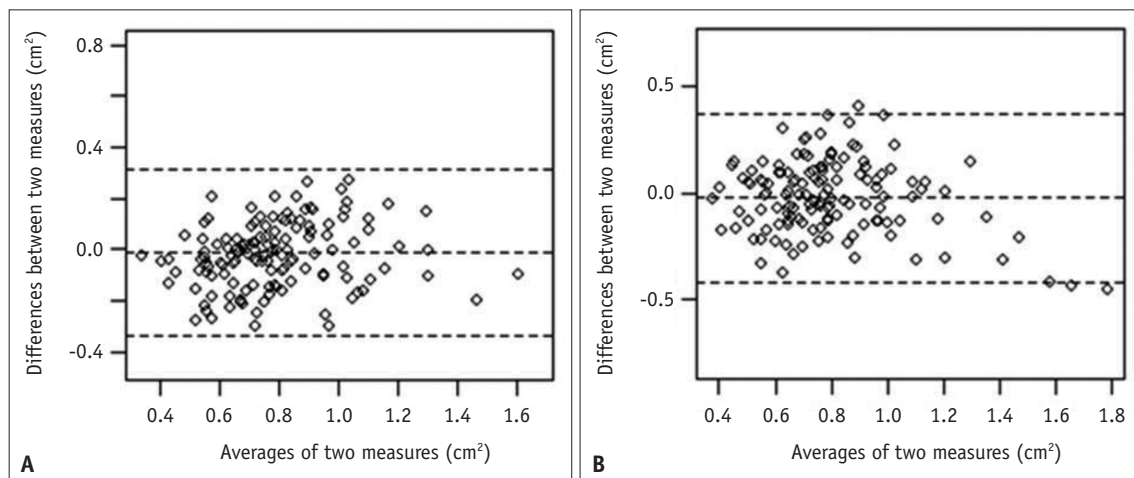 Differences between two measures (cm²)
0.8
0.4
0.0
-0.4
0.4 0.6 0.8 1.0 1.2 1.4 1.6
Averages of two measures (cm²)
A
Differences between two measures (cm²)
0.5
0.0
-0.5
0.4 0.6 0.8 1.0 1.2 1.4 1.6 1.8
Averages of two measures (cm²)
B